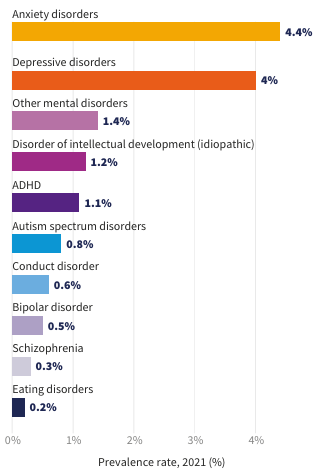 Anxiety disorders
4.4%
Depressive disorders
4%
Other mental disorders
1.4%
Disorder of intellectual development (idiopathic)
1.2%
ADHD
1.1%
Autism spectrum disorders
0.8%
Conduct disorder
0.6%
Bipolar disorder
0.5%
Schizophrenia
0.3%
Eating disorders
0.2%
0% 1% 2% 3% 4%
Prevalence rate, 2021 (%)